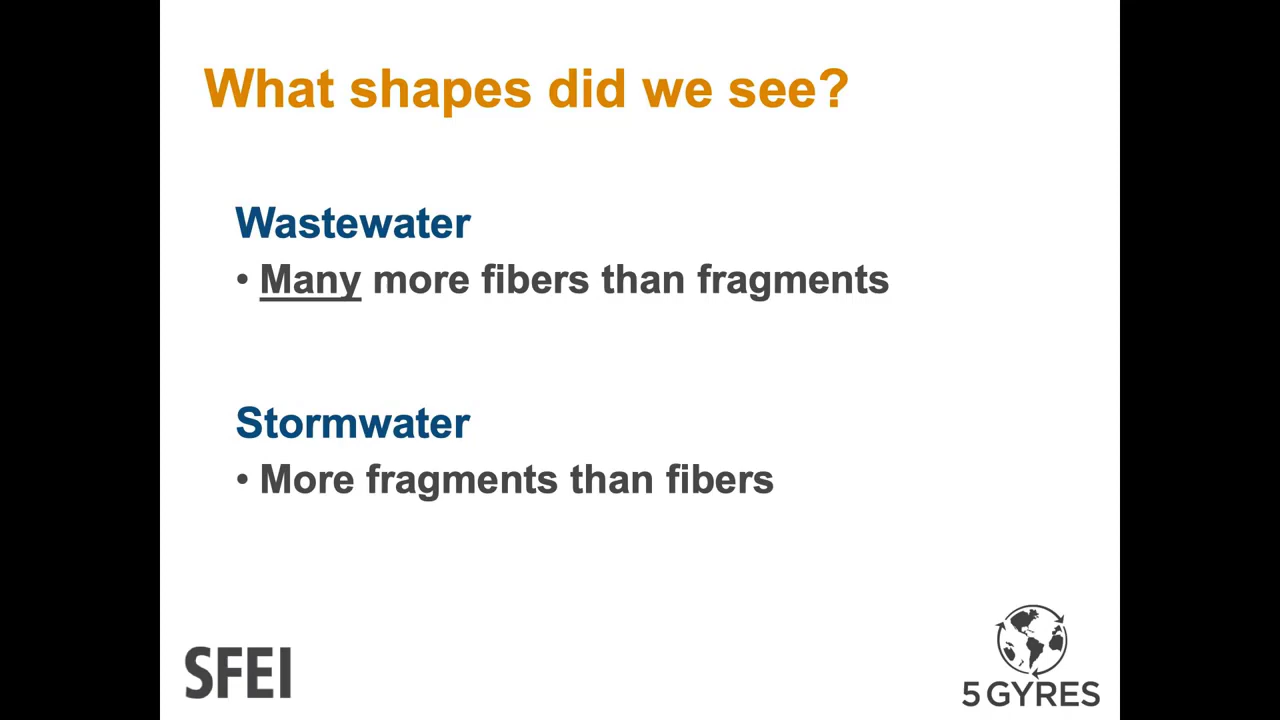 What shapes did we see?
Wastewater
• Many more fibers than fragments
Stormwater
• More fragments than fibers
SFEI
5 GYRES